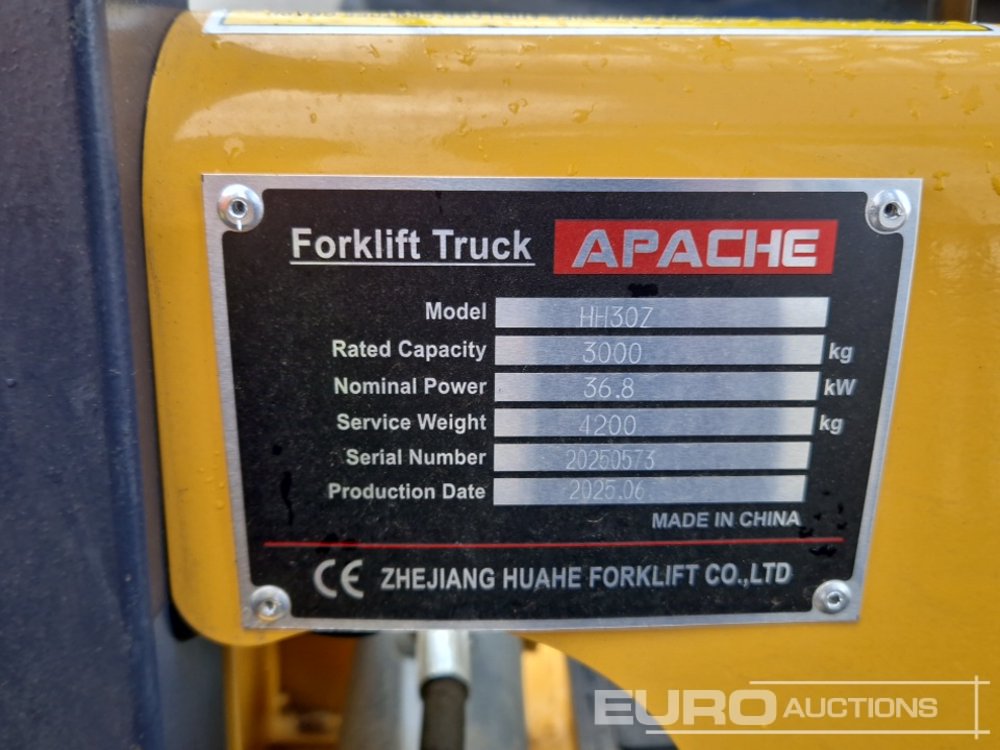 Forklift Truck APACHE
Model HH30Z
Rated Capacity 3000 kg
Nominal Power 36.8 kW
Service Weight 4200 kg
Serial Number 20250573
Production Date 2025.06
MADE IN CHINA
CE ZHEJIANG HUAHE FORKLIFT CO.,LTD
EURO AUCTIONS